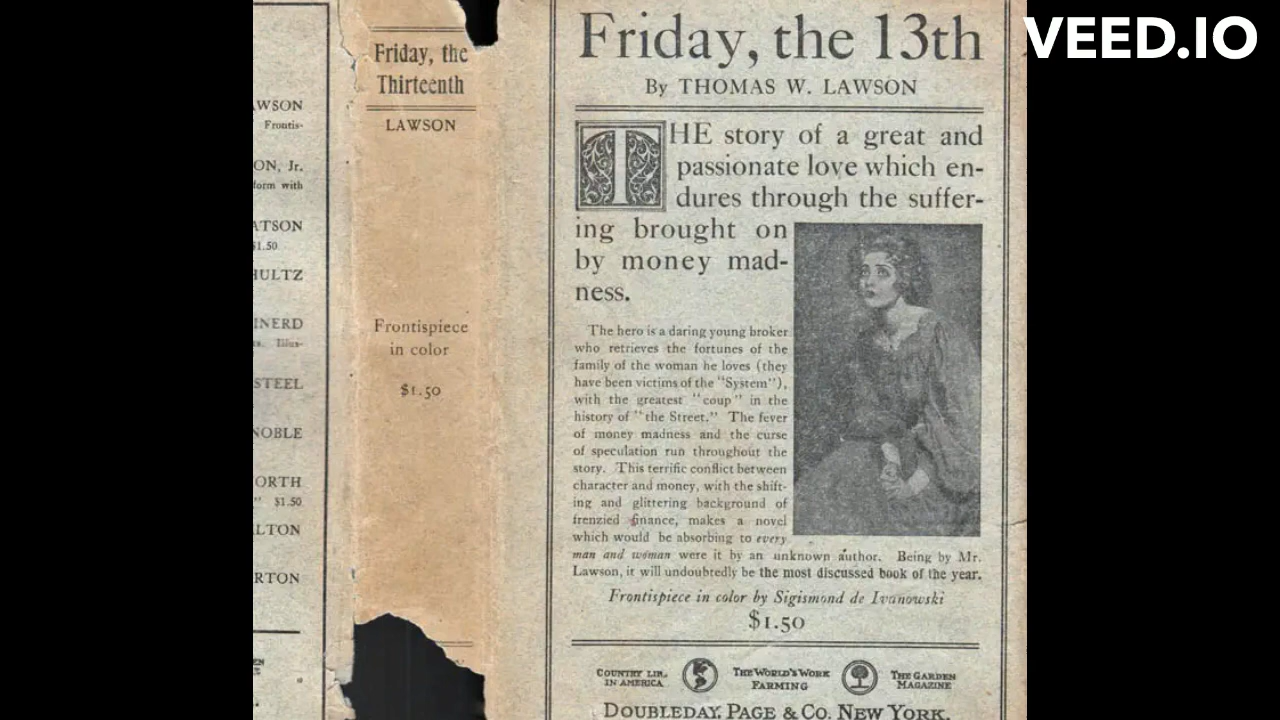 VEED.IO
AWSON
Frontis-
ON, Jr.
form with
ATSON
$1.50
HULTZ
INERD
STEEL
NOBLE
ORTH
" $1.50
LTON
RTON
Friday, the
Thirteenth
LAWSON
Frontispiece
in color
$1.50
Friday, the 13th
By THOMAS W. LAWSON
THE story of a great and
passionate love which en-
dures through the suffer-
ing brought on
by money mad-
ness.
The hero is a daring young broker
who retrieves the fortunes of the
family of the woman he loves (they
have been victims of the "System"),
with the greatest "coup" in the
history of "the Street." The fever
of money madness and the curse
of speculation run throughout the
story. This terrific conflict between
character and money, with the shift-
ing and glittering background of
frenzied finance, makes a novel
which would be absorbing to every
man and woman were it by an unknown author. Being by Mr.
Lawson, it will undoubtedly be the most discussed book of the year.
Frontispiece in color by Sigismond de Ivanowski
$1.50
COUNTRY LIFE
IN AMERICA
THE WORLD'S WORK
FARMING
THE GARDEN
MAGAZINE
DOUBLEDAY, PAGE & CO. NEW YORK.